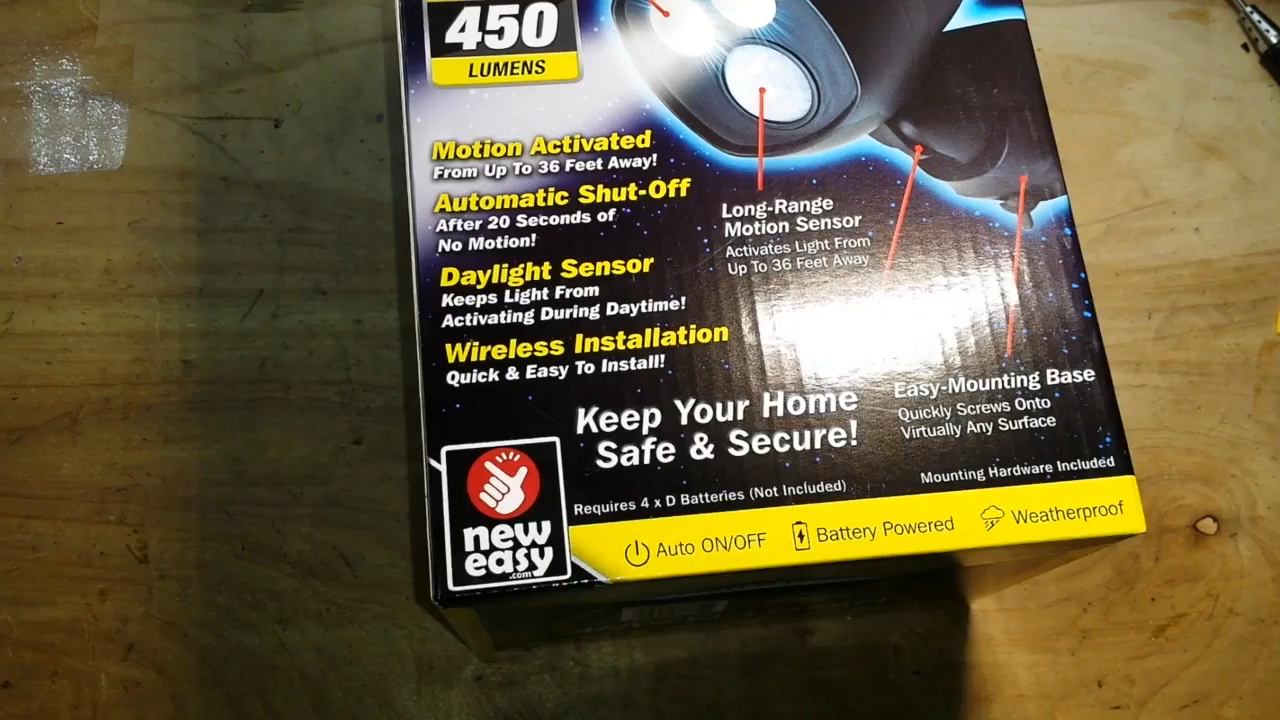 450
LUMENS
Motion Activated
From Up To 36 Feet Away!
Automatic Shut-Off
After 20 Seconds of
No Motion!
Daylight Sensor
Keeps Light From
Activating During Daytime!
Wireless Installation
Quick & Easy To Install!
Long-Range
Motion Sensor
Activates Light From
Up To 36 Feet Away
Keep Your Home
Safe & Secure!
Easy-Mounting Base
Quickly Screws Onto
Virtually Any Surface
Mounting Hardware Included
Requires 4 x D Batteries (Not Included)
new
easy
.com
Auto ON/OFF
Battery Powered
Weatherproof